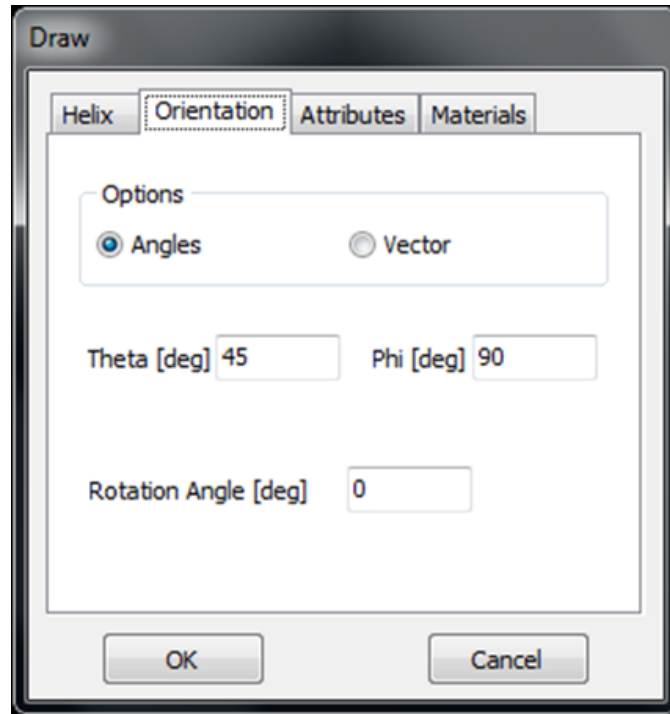 Draw
Helix Orientation Attributes Materials
Options
Angles Vector
Theta [deg] 45 Phi [deg] 90
Rotation Angle [deg] 0
OK Cancel